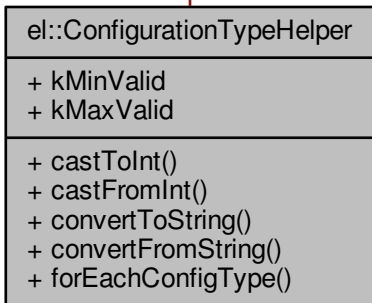 el::ConfigurationTypeHelper
+ kMinValid
+ kMaxValid
+ castToInt()
+ castFromInt()
+ convertToString()
+ convertFromString()
+ forEachConfigType()